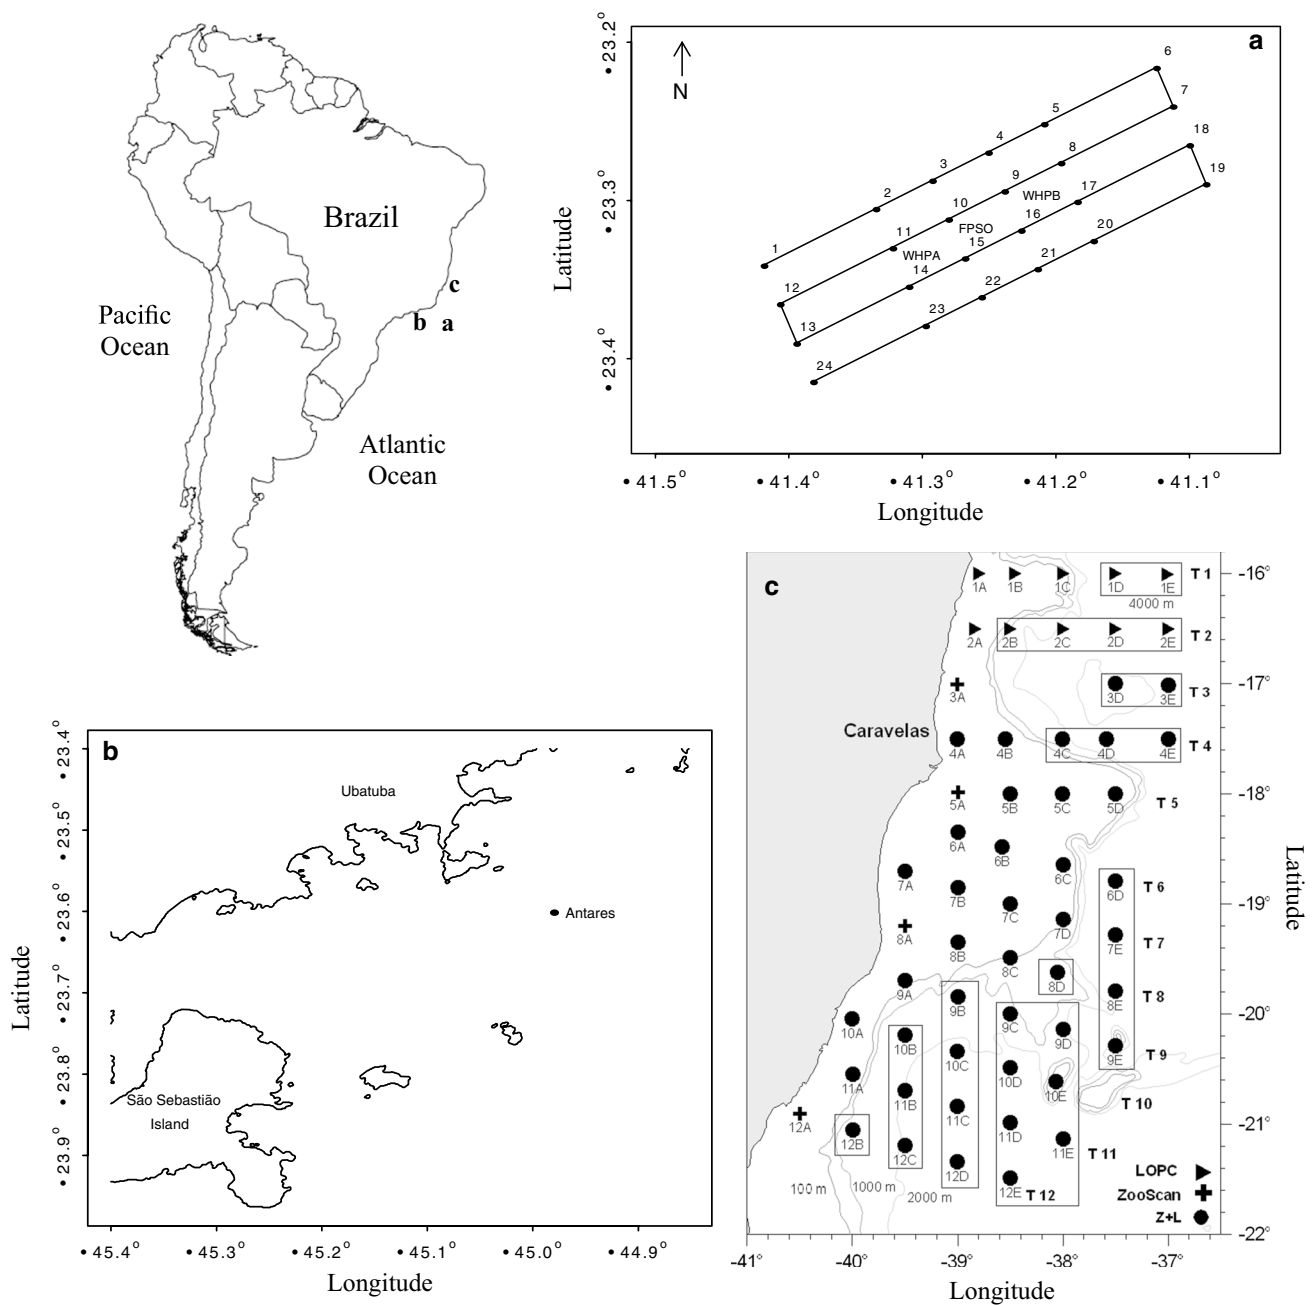 Brazil
Pacific
Ocean
Atlantic
Ocean
c
b a
a
N
Latitude
• 23.2°
• 23.3°
• 23.4°
6
7
5
4
3
2
1
18
19
8
9
10
11
12
WHPB
FPSO
WHPA
17
16
15
14
13
20
21
22
23
24
• 41.5° • 41.4° • 41.3° • 41.2° • 41.1°
Longitude
b
Latitude
• 23.4°
• 23.5°
• 23.6°
• 23.7°
• 23.8°
• 23.9°
Ubatuba
Antares
São Sebastião
Island
• 45.4° • 45.3° • 45.2° • 45.1° • 45.0° • 44.9°
Longitude
c
Caravelas
1A 1B 1C 1D 1E T 1
4000 m
2A 2B 2C 2D 2E T 2
3A 3D 3E T 3
4A 4B 4C 4D 4E T 4
5A 5B 5C 5D T 5
6A 6B 6C 6D T 6
7A 7B 7C 7D 7E T 7
8A 8B 8C 8D 8E T 8
9A 9B 9C 9D 9E T 9
10A 10B 10C 10D 10E T 10
11A 11B 11C 11D 11E T 11
12A 12B 12C 12D 12E T 12
100 m 1000 m 2000 m
LOPC
ZooScan
Z+L
-16°
-17°
-18°
-19°
-20°
-21°
-22°
Latitude
-41° -40° -39° -38° -37°
Longitude